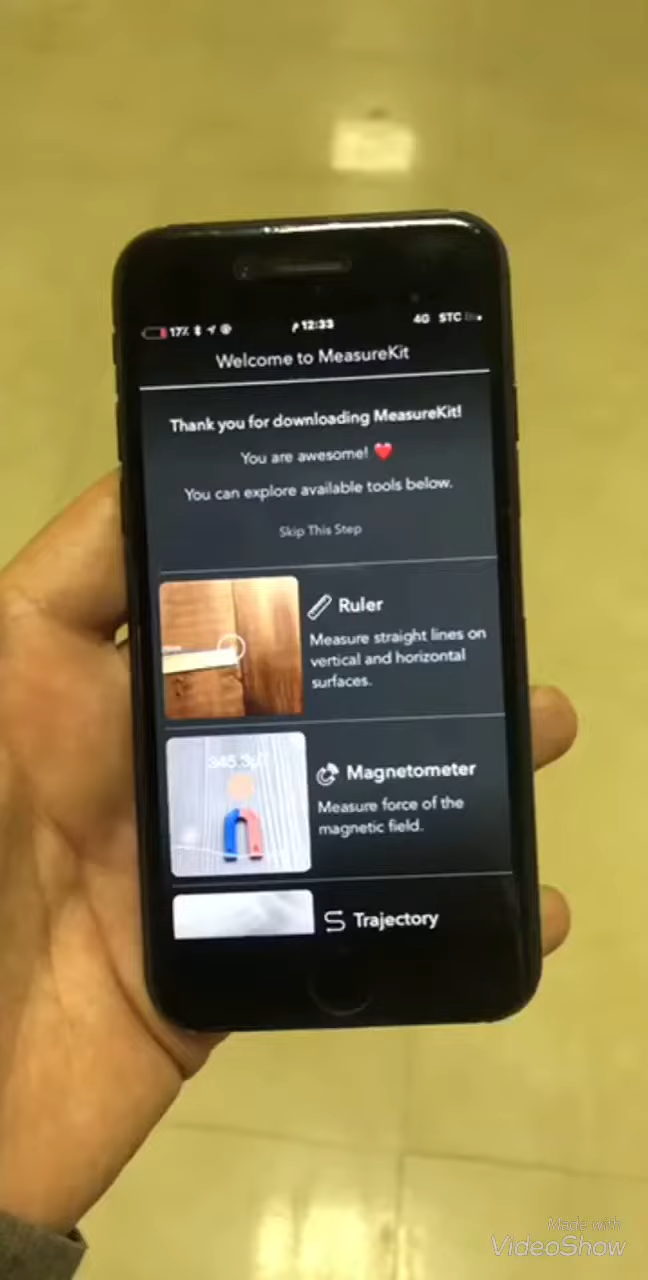 17% م 12:33 4G STC
Welcome to MeasureKit
Thank you for downloading MeasureKit!
You are awesome! ❤️
You can explore available tools below.
Skip This Step
Ruler
Measure straight lines on
vertical and horizontal
surfaces.
345.3µT
Magnetometer
Measure force of the
magnetic field.
Trajectory
Made with
VideoShow